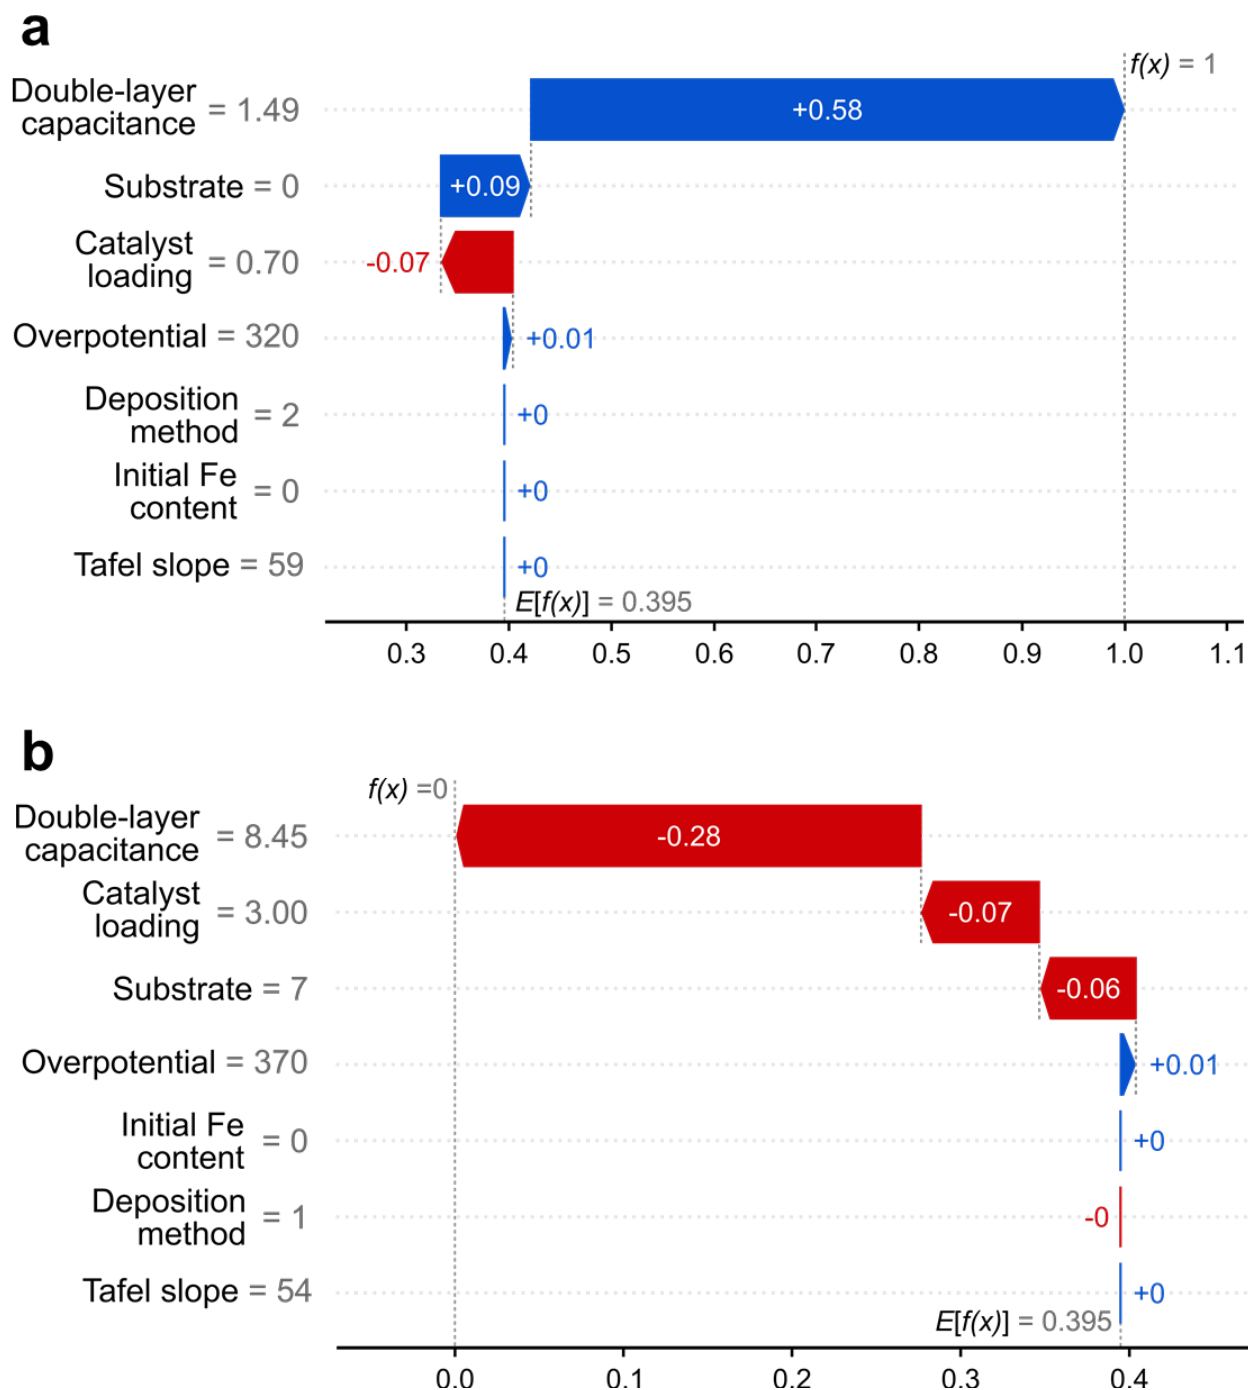 a
f(x) = 1
Double-layer
capacitance = 1.49
+0.58
Substrate = 0
+0.09
Catalyst
loading = 0.70
-0.07
Overpotential = 320
+0.01
Deposition
method = 2
+0
Initial Fe
content = 0
+0
Tafel slope = 59
+0
E[f(x)] = 0.395
0.3 0.4 0.5 0.6 0.7 0.8 0.9 1.0 1.1
b
f(x) =0
Double-layer
capacitance = 8.45
-0.28
Catalyst
loading = 3.00
-0.07
Substrate = 7
-0.06
Overpotential = 370
+0.01
Initial Fe
content = 0
+0
Deposition
method = 1
-0
Tafel slope = 54
+0
E[f(x)] = 0.395
0.0 0.1 0.2 0.3 0.4